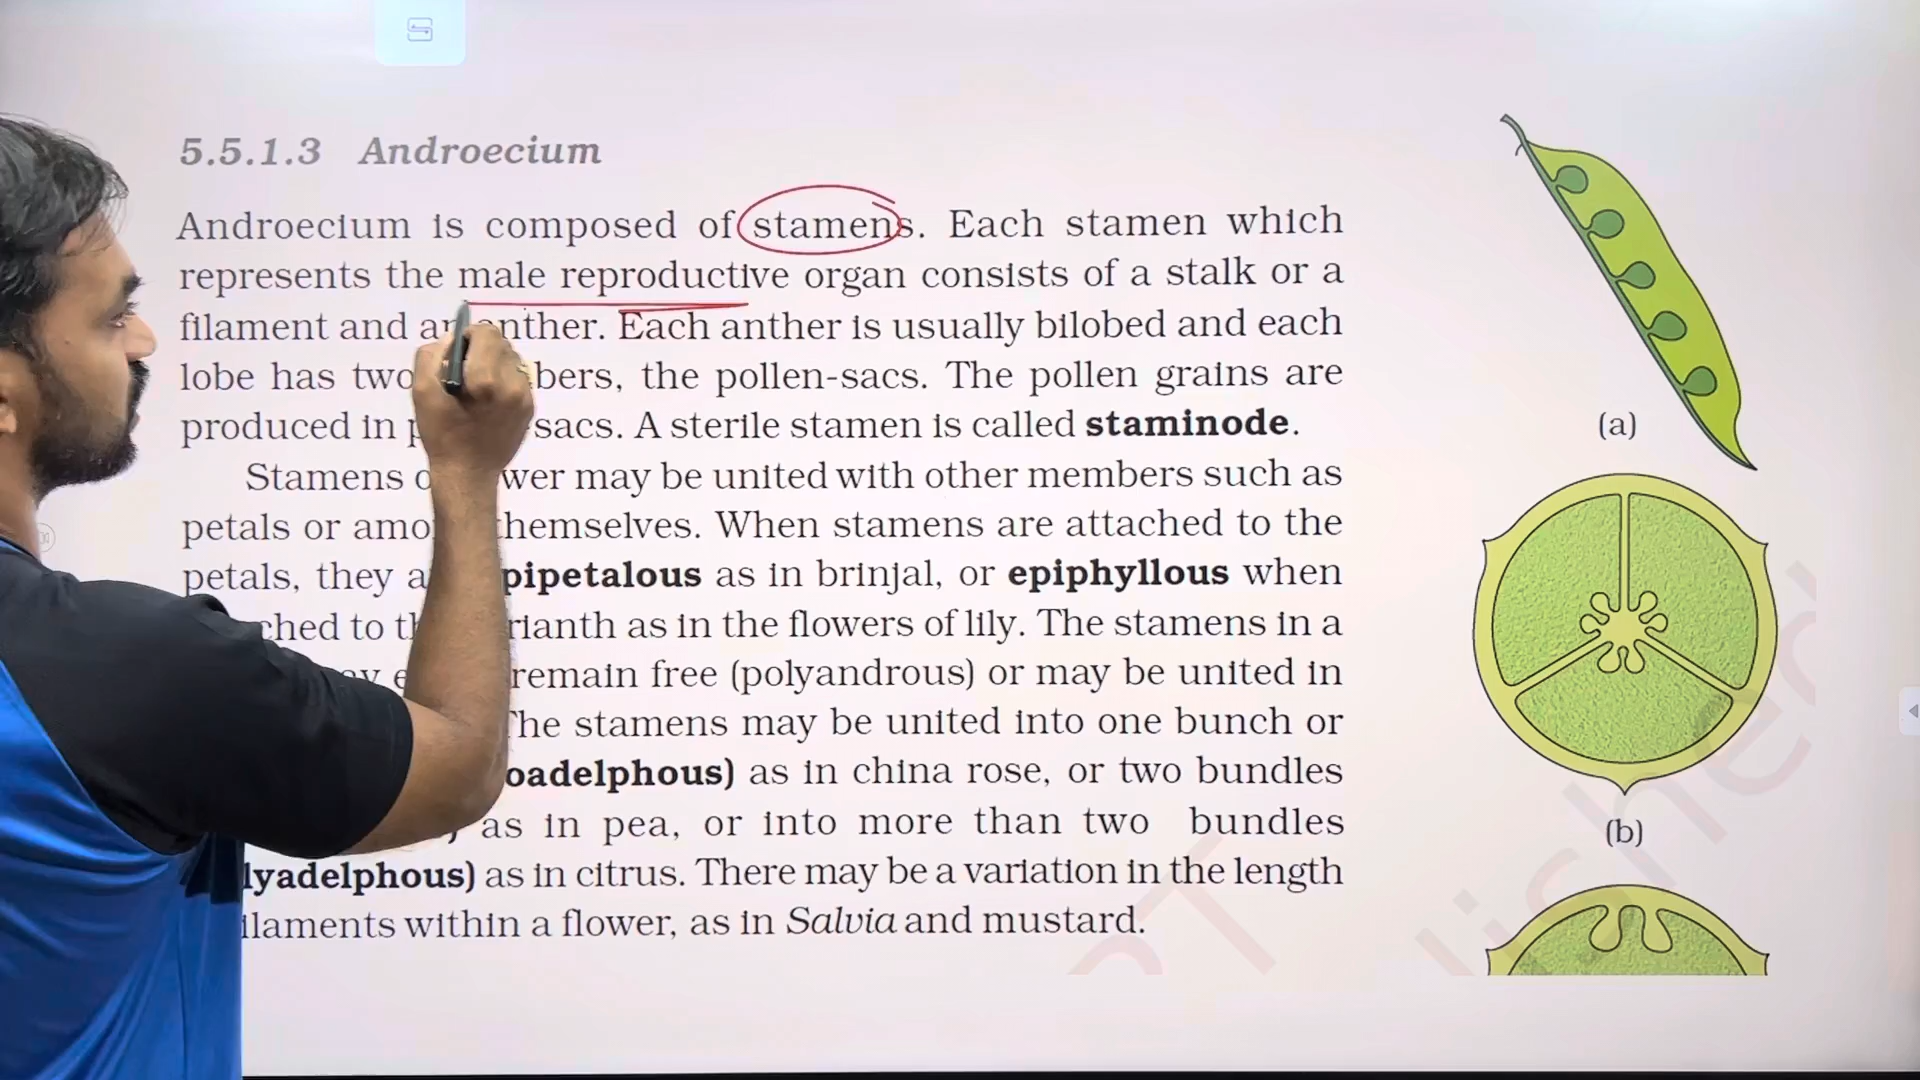 5.5.1.3 Androecium
Androecium is composed of stamens. Each stamen which
represents the male reproductive organ consists of a stalk or a
filament and anther. Each anther is usually bilobed and each
lobe has two bers, the pollen-sacs. The pollen grains are
produced in sacs. A sterile stamen is called staminode.
Stamens wer may be united with other members such as
petals or amo themselves. When stamens are attached to the
petals, they pipetalous as in brinjal, or epiphyllous when
ched to rianth as in the flowers of lily. The stamens in a
remain free (polyandrous) or may be united in
The stamens may be united into one bunch or
oadelphous) as in china rose, or two bundles
as in pea, or into more than two bundles
lyadelphous) as in citrus. There may be a variation in the length
ilaments within a flower, as in Salvia and mustard.
(a)
(b)